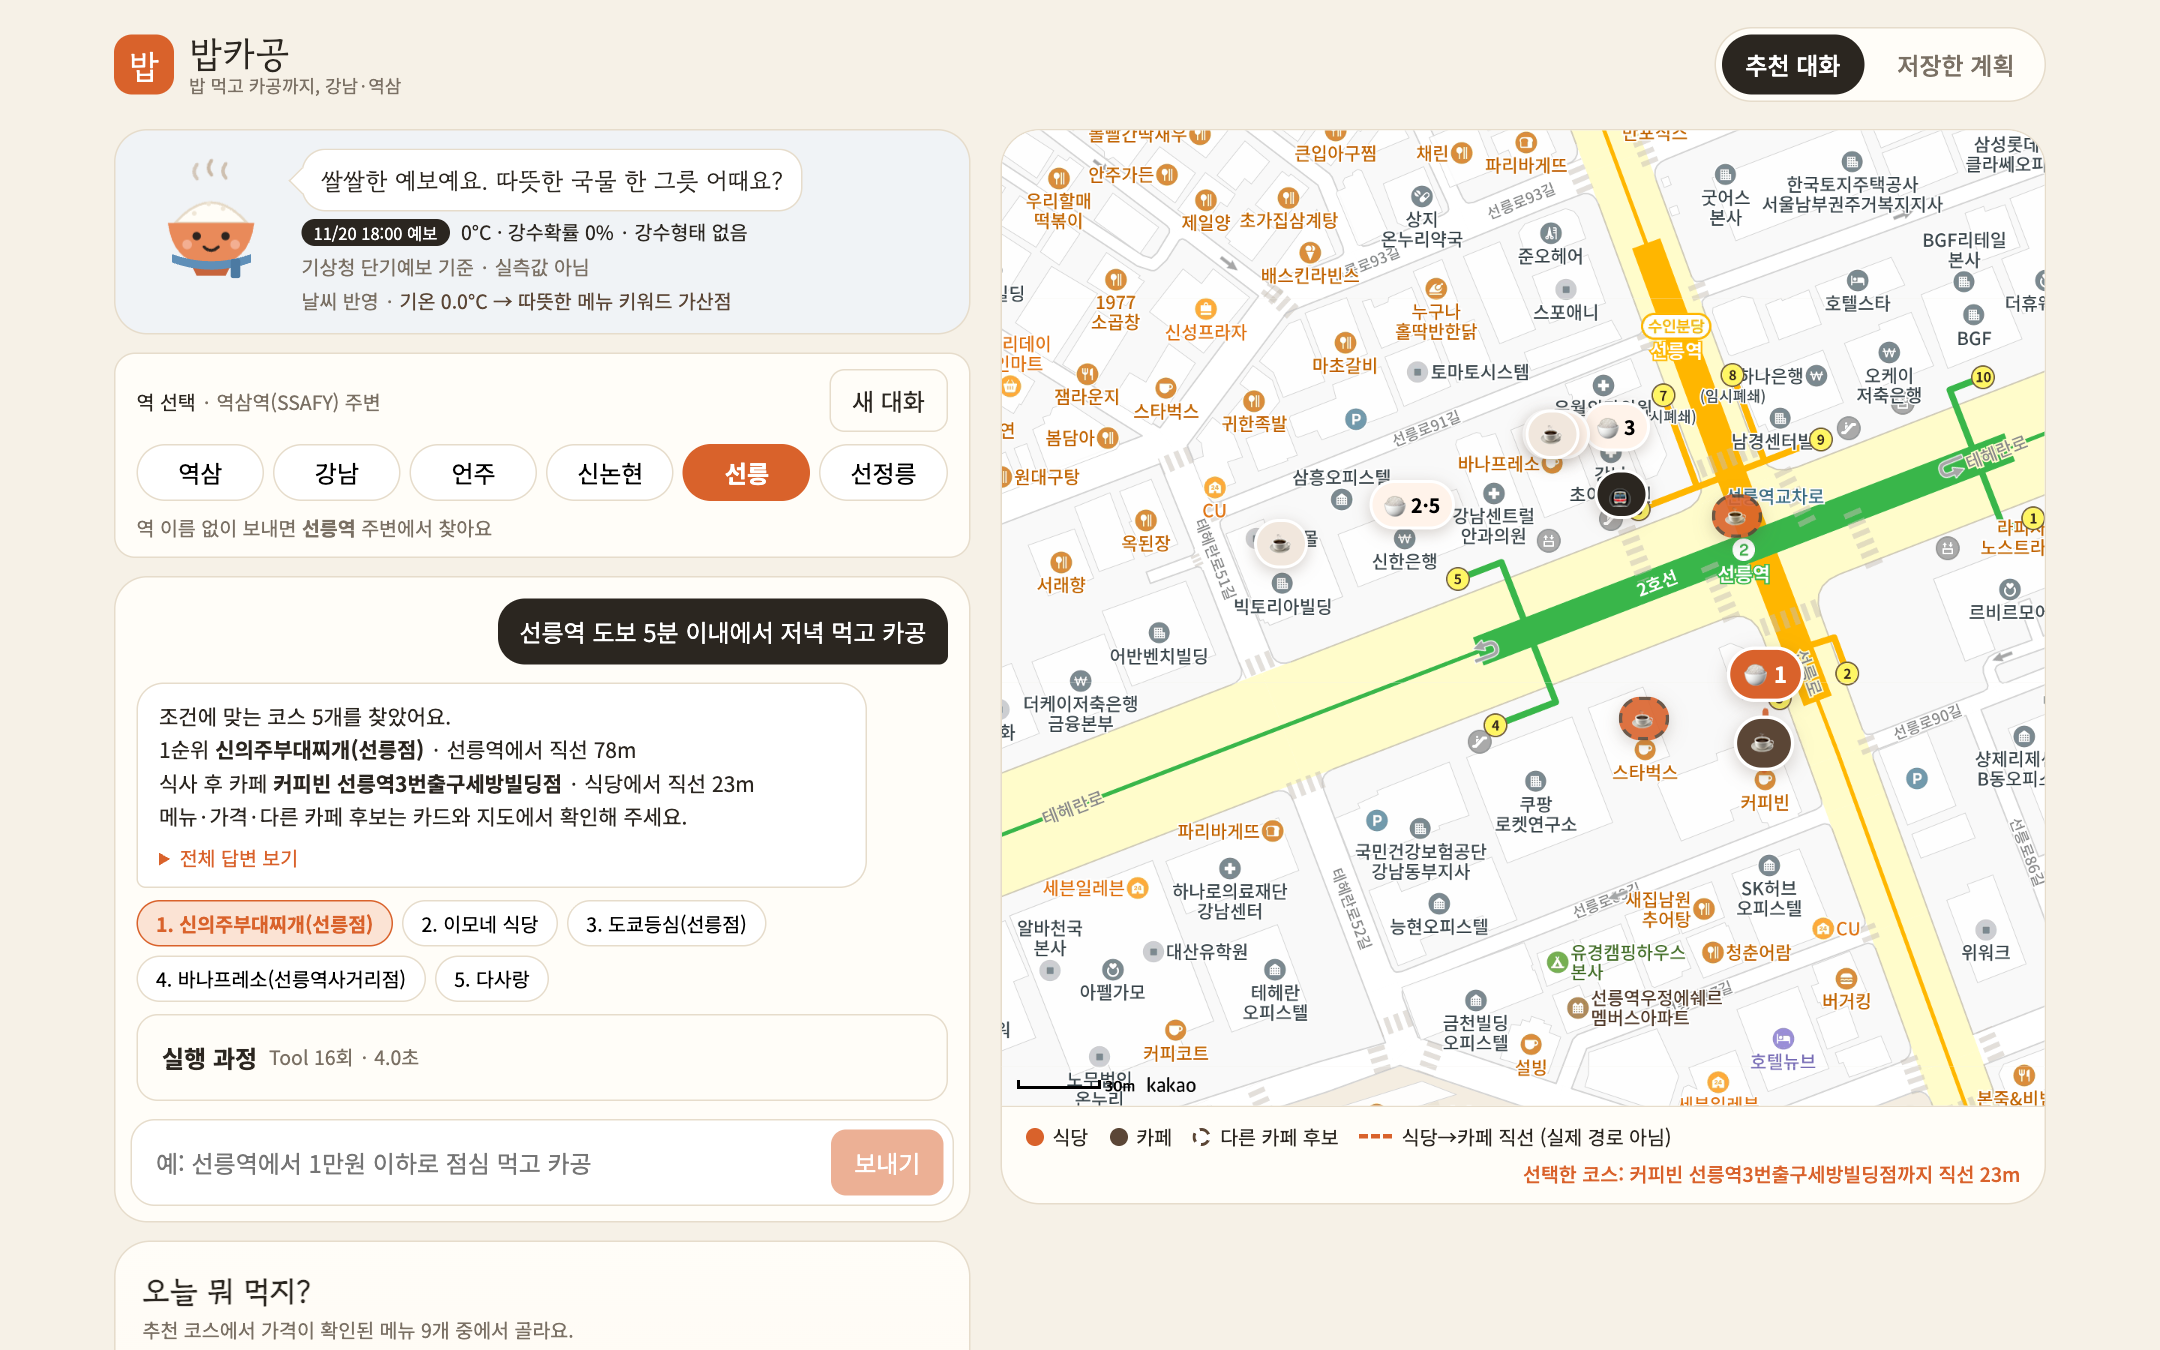 밥
밥카공
밥 먹고 카공까지, 강남·역삼
추천 대화
저장한 계획
쌀쌀한 예보예요. 따뜻한 국물 한 그릇 어때요?
11/20 18:00 예보 0°C · 강수확률 0% · 강수형태 없음
기상청 단기예보 기준 · 실측값 아님
날씨 반영 · 기온 0.0°C → 따뜻한 메뉴 키워드 가산점
역 선택 · 역삼역(SSAFY) 주변
새 대화
역삼
강남
언주
신논현
선릉
선정릉
역 이름 없이 보내면 선릉역 주변에서 찾아요
선릉역 도보 5분 이내에서 저녁 먹고 카공
조건에 맞는 코스 5개를 찾았어요.
1순위 신의주부대찌개(선릉점) · 선릉역에서 직선 78m
식사 후 카페 커피빈 선릉역3번출구세방빌딩점 · 식당에서 직선 23m
메뉴·가격·다른 카페 후보는 카드와 지도에서 확인해 주세요.
▶ 전체 답변 보기
1. 신의주부대찌개(선릉점)
2. 이모네 식당
3. 도쿄등심(선릉점)
4. 바나프레소(선릉역사거리점)
5. 다사랑
실행 과정 Tool 16회 · 4.0초
예: 선릉역에서 1만원 이하로 점심 먹고 카공
보내기
오늘 뭐 먹지?
추천 코스에서 가격이 확인된 메뉴 9개 중에서 골라요.
큰입아구찜
채린
파리바게뜨
안주가든
우리할매
떡볶이
제일양
초가집삼계탕
상지
온누리약국
선릉로93길
준오헤어
굿어스
본사
한국토지주택공사
서울남부권주거복지지사
BGF리테일
본사
배스킨라빈스
1977
소곱창
신성프라자
누구나
홀딱반한닭
스포애니
호텔스타
BGF
수인분당
선릉역
마초갈비
토마토시스템
잼라운지
스타벅스
귀한족발
봄담아
원대구탕
P
선릉로91길
7
8
(임시폐쇄)
하나은행
오케이
저축은행
10
9
3
바나프레소
삼흥오피스텔
2·5
강남센트럴
안과의원
신한은행
CU
옥된장
서래향
테헤란로51길
빅토리아빌딩
어반벤치빌딩
더케이저축은행
금융본부
5
4
2호선
2
선릉역
테헤란로
1
1
2
선릉로
스타벅스
커피빈
선릉로90길
P
테헤란로
쿠팡
로켓연구소
파리바게뜨
P
국민건강보험공단
강남동부지사
세븐일레븐
하나로의료재단
강남센터
테헤란로52길
능현오피스텔
새집남원
추어탕
SK허브
오피스텔
CU
선릉로86길
알바천국
본사
대산유학원
유경캠핑하우스
본사
청춘어람
위워크
아펠가모
테헤란
오피스텔
선릉역우정에쉐르
멤버스아파트
버거킹
금천빌딩
오피스텔
설빙
호텔뉴브
커피코트
노무법인
온누리
30m kakao
세븐일레븐
식당
카페
다른 카페 후보
식당→카페 직선 (실제 경로 아님)
선택한 코스: 커피빈 선릉역3번출구세방빌딩점까지 직선 23m